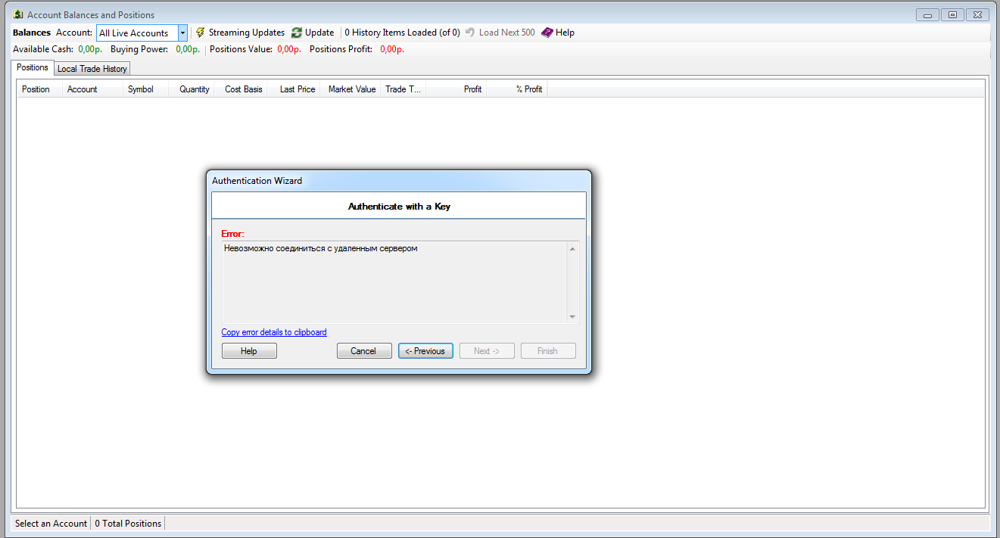 Account Balances and Positions
Balances Account: All Live Accounts Streaming Updates Update 0 History Items Loaded (of 0) Load Next 500 Help
Available Cash: 0,00р. Buying Power: 0,00р. Positions Value: 0,00р. Positions Profit: 0,00р.
Positions Local Trade History
Position Account Symbol Quantity Cost Basis Last Price Market Value Trade T... Profit % Profit
Authentication Wizard
Authenticate with a Key
Error:
Невозможно соединиться с удаленным сервером
Copy error details to clipboard
Help Cancel <- Previous Next -> Finish
Select an Account 0 Total Positions